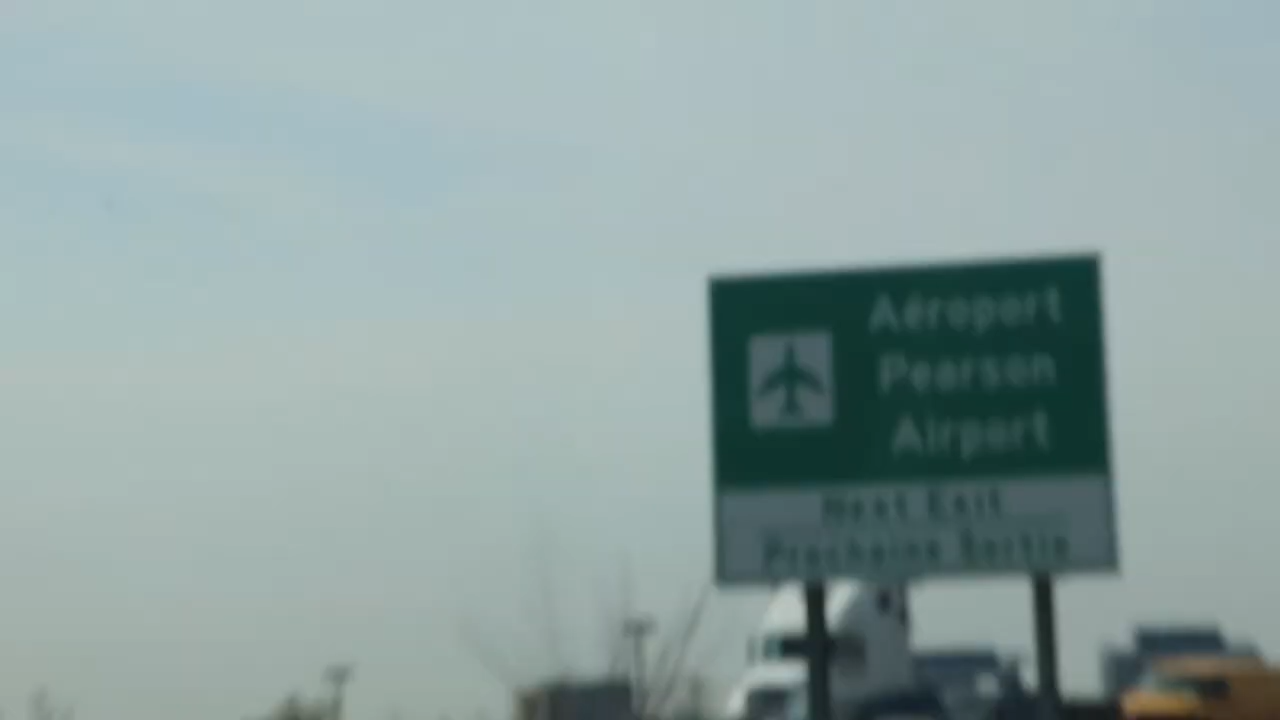 Aéroport
Pearson
Airport
Next Exit
Prochaine Sortie